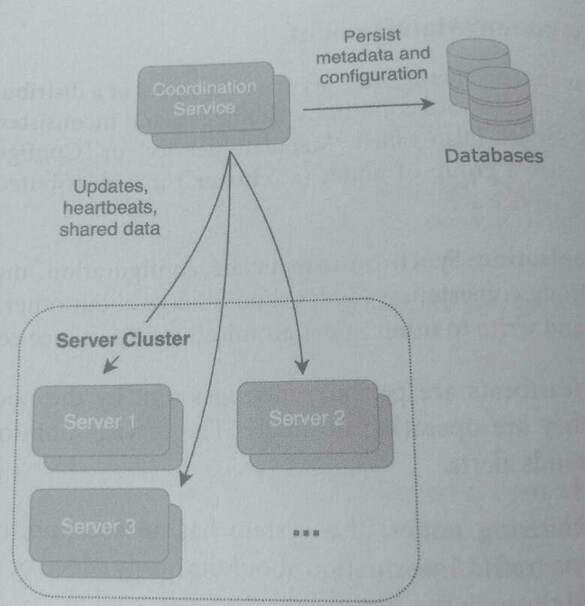 Persist
metadata and
configuration
Coordination
Service
Databases
Updates,
heartbeats,
shared data
Server Cluster
Server 1
Server 2
Server 3
...